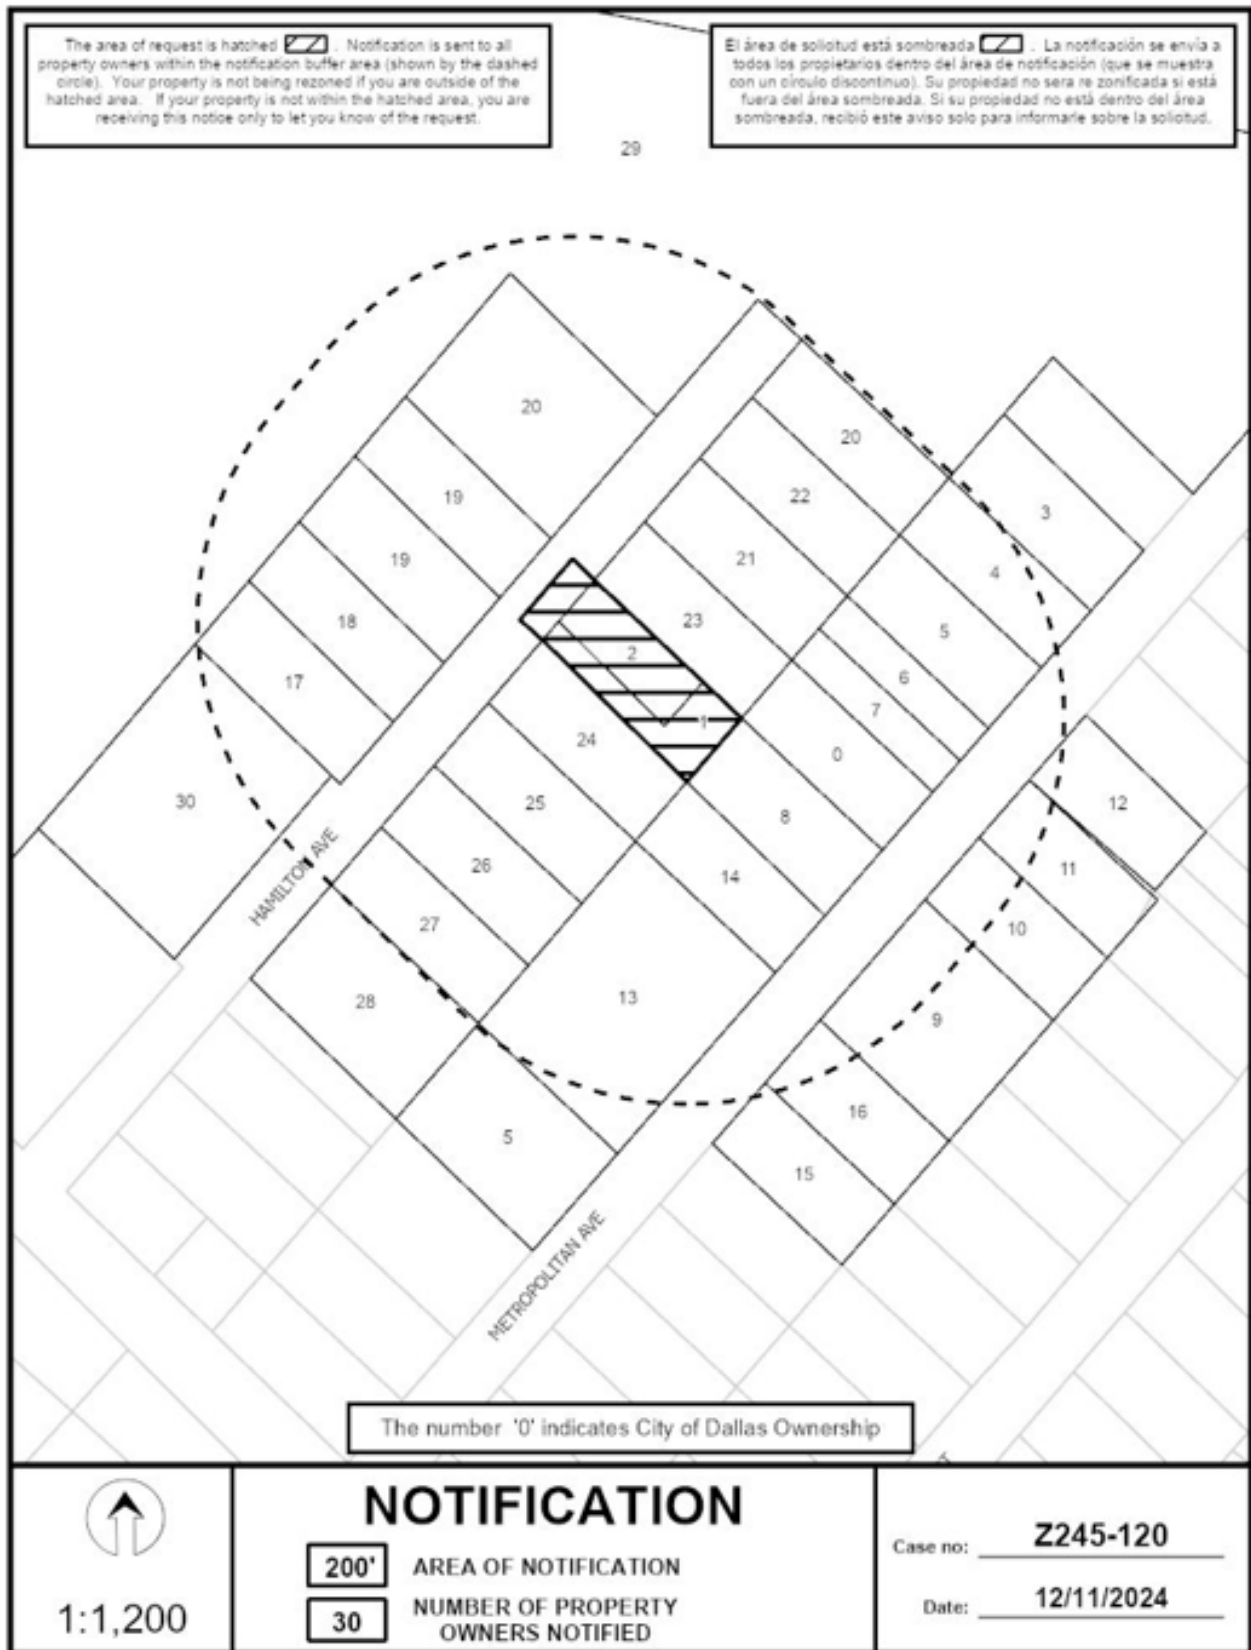 The area of request is hatched . Notification is sent to all
property owners within the notification buffer area (shown by the dashed
circle). Your property is not being rezoned if you are outside of the
hatched area. If your property is not within the hatched area, you are
receiving this notice only to let you know of the request.
El área de solicitud está sombreada . La notificación se envía a
todos los propietarios dentro del área de notificación (que se muestra
con un círculo discontinuo). Su propiedad no sera re zonificada si está
fuera del área sombreada. Si su propiedad no está dentro del área
sombreada, recibió este aviso solo para informarle sobre la solicitud.
29
20
20
19
22
3
19
21
4
18
23
5
2
17
6
7
1
24
0
30
25
8
12
HAMILTON AVE
26
14
11
27
10
28
13
9
16
5
15
METROPOLITAN AVE
The number '0' indicates City of Dallas Ownership
1:1,200
NOTIFICATION
200' AREA OF NOTIFICATION
30 NUMBER OF PROPERTY
OWNERS NOTIFIED
Case no: Z245-120
Date: 12/11/2024